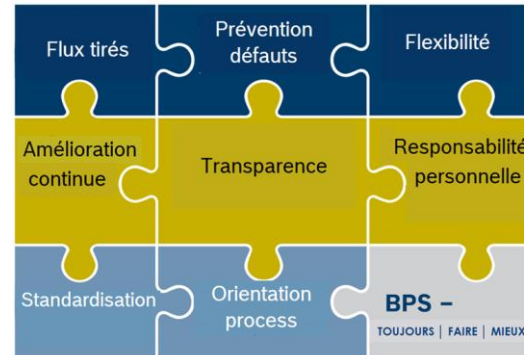 Flux tirés
Prévention
défauts
Flexibilité
Amélioration
continue
Transparence
Responsabilité
personnelle
Standardisation
Orientation
process
BPS –
TOUJOURS | FAIRE | MIEUX